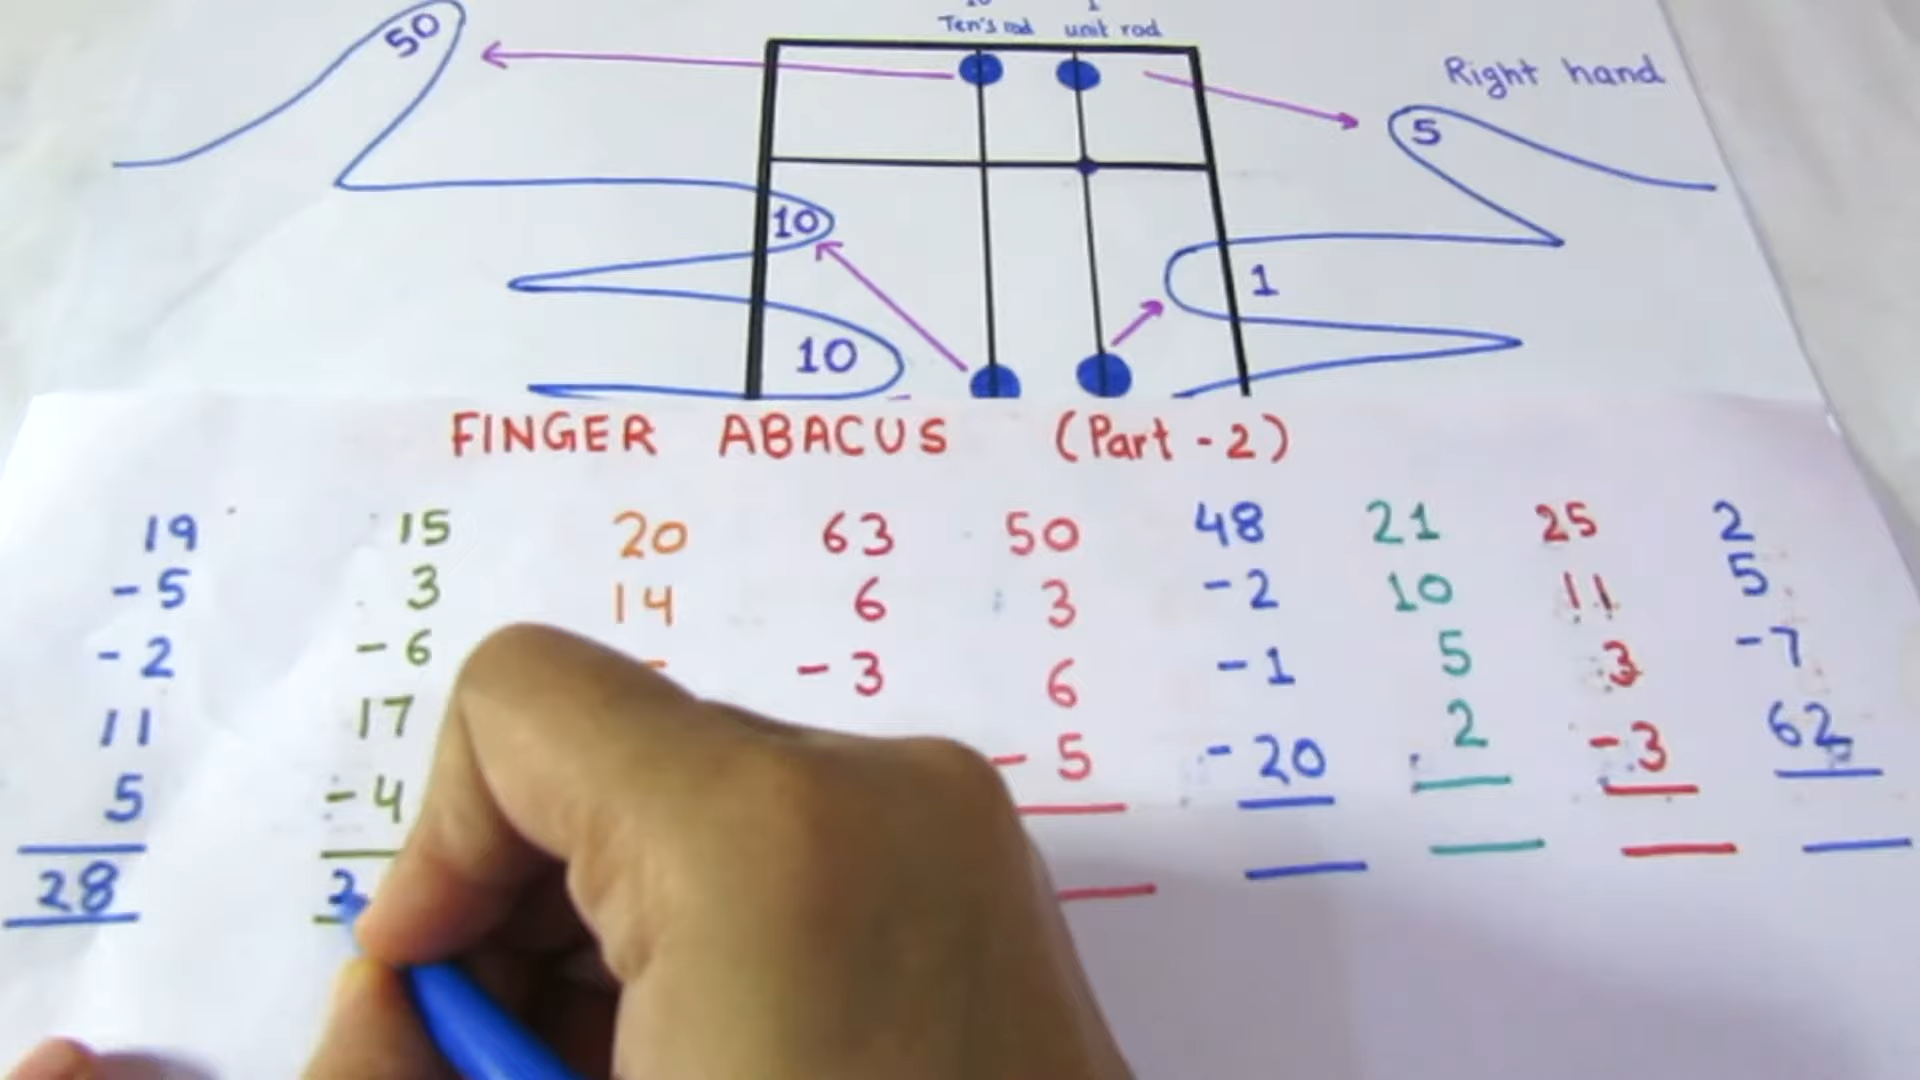 Ten's rod unit rod
50
Right hand
5
10
1
10
FINGER ABACUS (Part - 2)
19 15 20 63 50 48 21 25 2
- 5 3 14 6 3 - 2 10 11 5
- 2 - 6 - 3 6 - 1 5 3 - 7
11 17 - 5 - 20 2 - 3 62
5 - 4
28 2